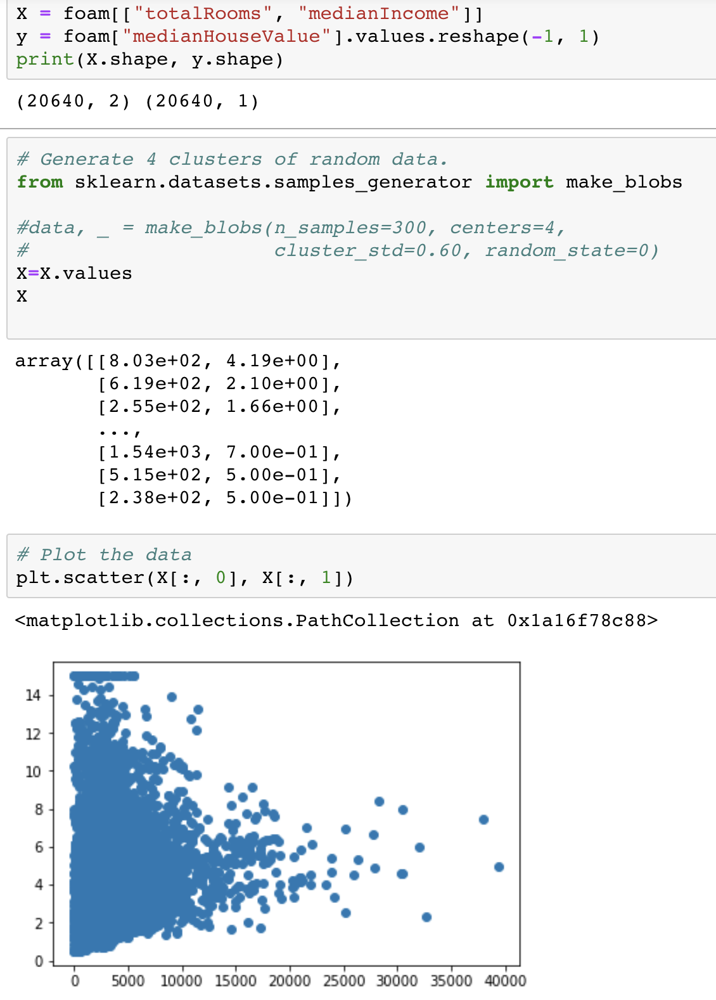 X = foam[["totalRooms", "medianIncome"]]
y = foam["medianHouseValue"].values.reshape(-1, 1)
print(X.shape, y.shape)
(20640, 2) (20640, 1)
# Generate 4 clusters of random data.
from sklearn.datasets.samples_generator import make_blobs
#data, _ = make_blobs(n_samples=300, centers=4,
#                      cluster_std=0.60, random_state=0)
X=X.values
X
array([[8.03e+02, 4.19e+00],
       [6.19e+02, 2.10e+00],
       [2.55e+02, 1.66e+00],
       ...,
       [1.54e+03, 7.00e-01],
       [5.15e+02, 5.00e-01],
       [2.38e+02, 5.00e-01]])
# Plot the data
plt.scatter(X[:, 0], X[:, 1])
<matplotlib.collections.PathCollection at 0x1a16f78c88>
14
12
10
8
6
4
2
0
0 5000 10000 15000 20000 25000 30000 35000 40000